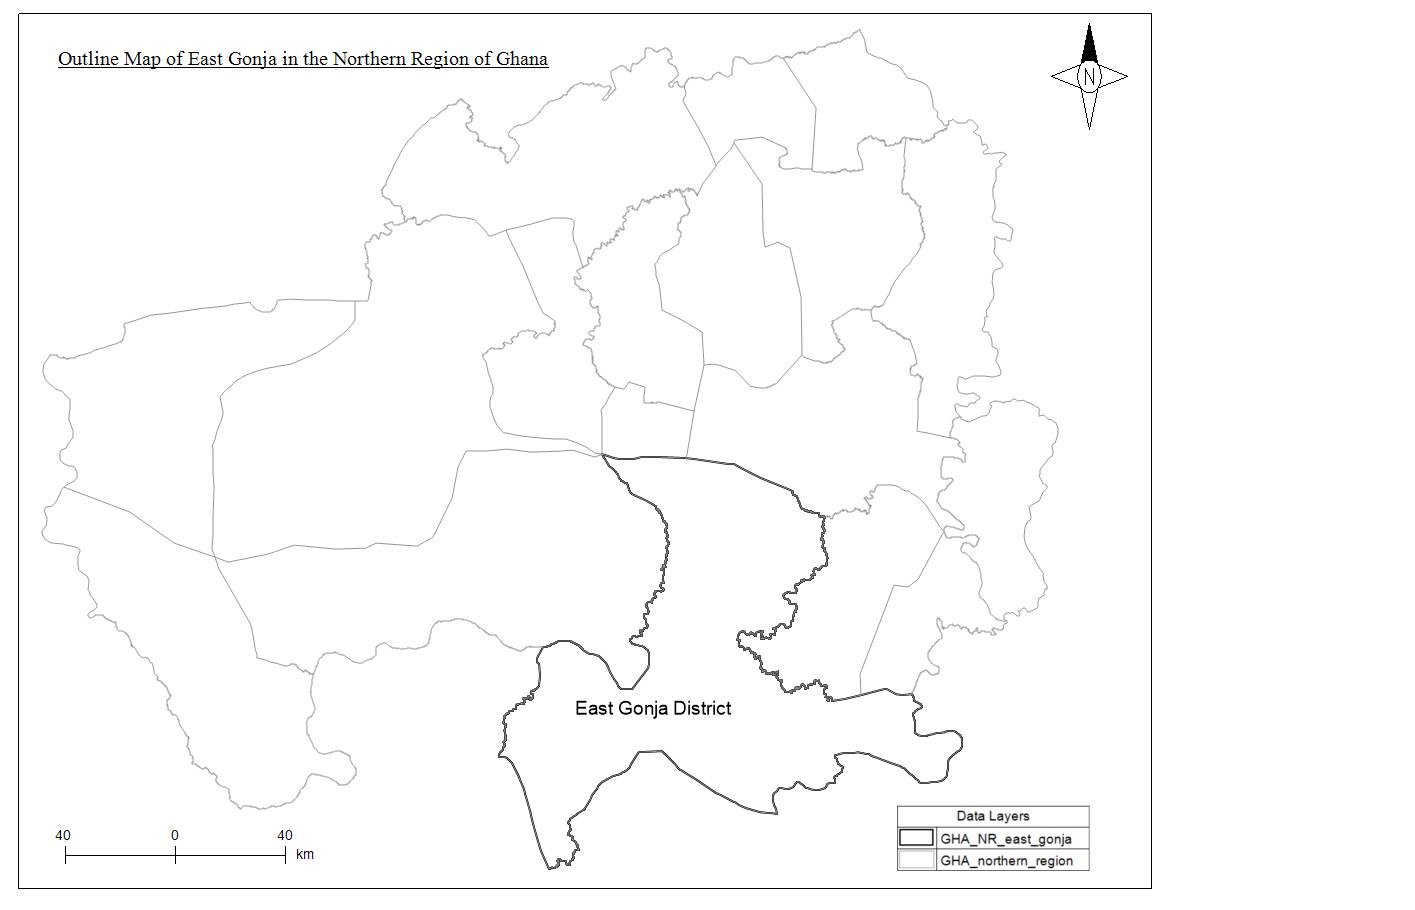 Outline Map of East Gonja in the Northern Region of Ghana
N
East Gonja District
40 0 40 km
Data Layers
GHA_NR_east_gonja
GHA_northern_region